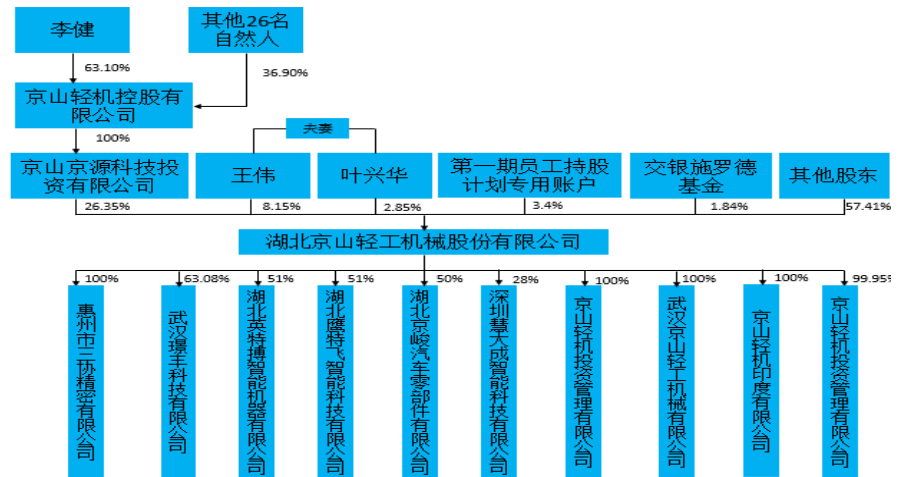 李健
其他26名
自然人
63.10%
36.90%
京山轻机控股有
限公司
100%
夫妻
京山京源科技投
资有限公司
王伟
叶兴华
第一期员工持股
计划专用账户
交银施罗德
基金
其他股东
26.35%
8.15%
2.85%
3.4%
1.84%
57.41%
湖北京山轻工机械股份有限公司
100%
63.08%
51%
51%
50%
28%
100%
100%
100%
99.95%
惠州市三协精密有限公司
武汉璟丰科技有限公司
湖北英特搏智能机器有限公司
湖北鹰特飞智能科技有限公司
湖北京峻汽车零部件有限公司
深圳慧大成智能科技有限公司
京山轻机投资管理有限公司
武汉京山轻工机械有限公司
京山轻机印度有限公司
京山轻机投资管理有限公司